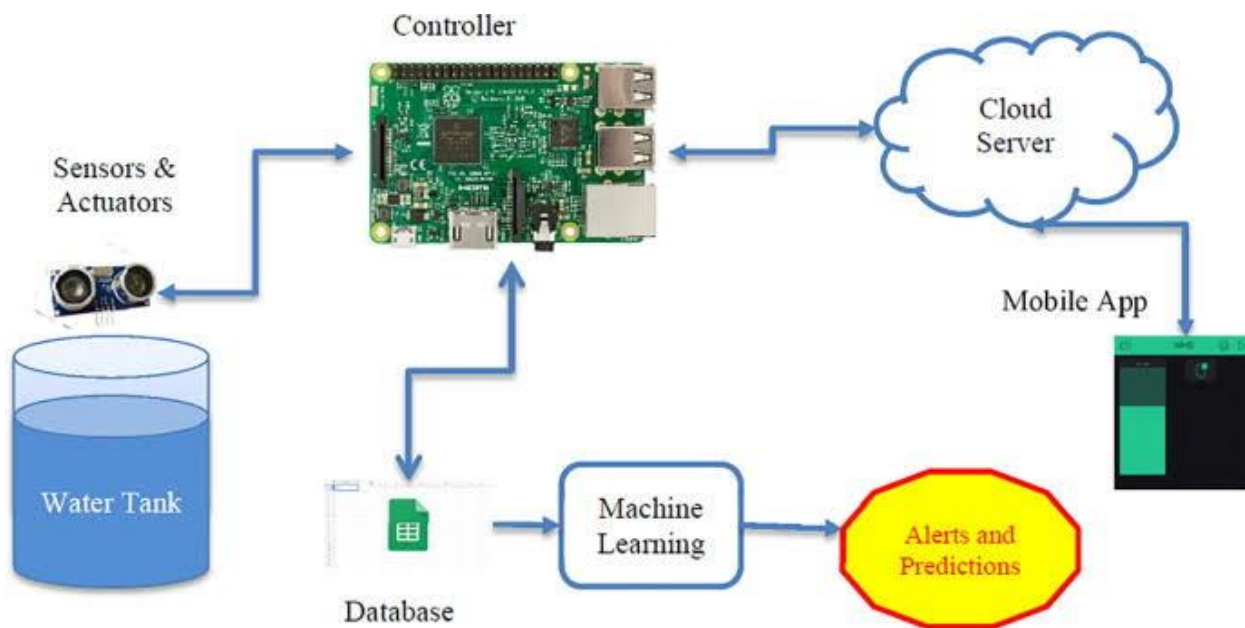 Controller
Cloud
Server
Sensors &
Actuators
Mobile App
Water Tank
Machine
Learning
Alerts and
Predictions
Database